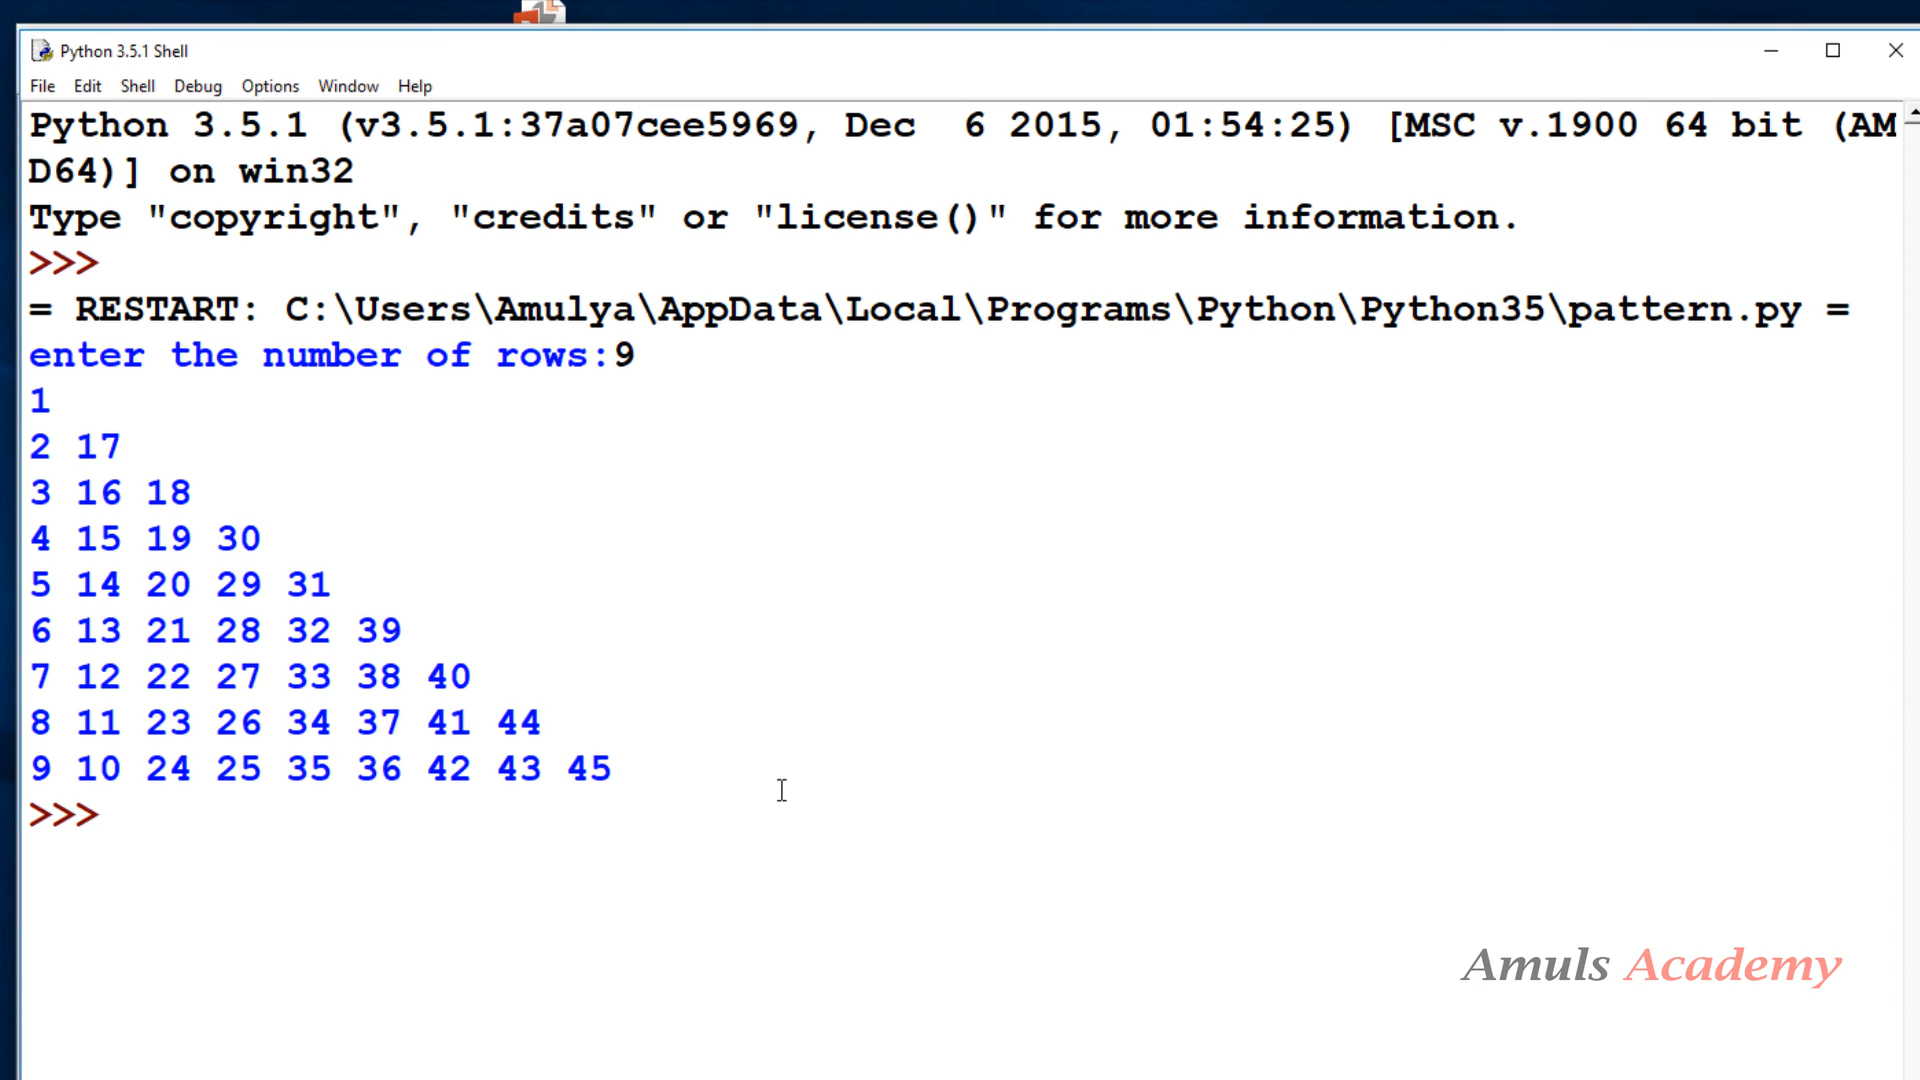 Python 3.5.1 Shell
File Edit Shell Debug Options Window Help
Python 3.5.1 (v3.5.1:37a07cee5969, Dec  6 2015, 01:54:25) [MSC v.1900 64 bit (AM
D64)] on win32
Type "copyright", "credits" or "license()" for more information.
>>>
= RESTART: C:\Users\Amulya\AppData\Local\Programs\Python\Python35\pattern.py =
enter the number of rows:9
1
2 17
3 16 18
4 15 19 30
5 14 20 29 31
6 13 21 28 32 39
7 12 22 27 33 38 40
8 11 23 26 34 37 41 44
9 10 24 25 35 36 42 43 45
>>>
Amuls Academy